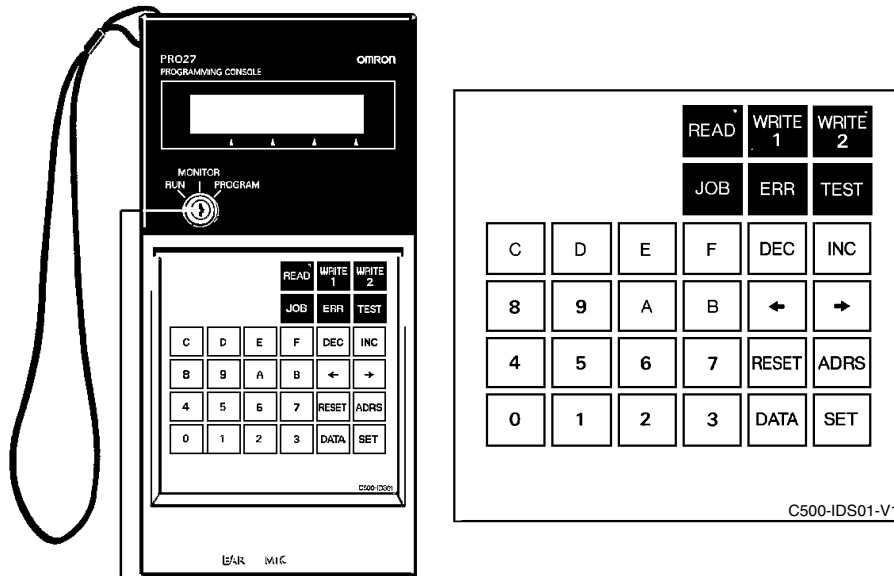 PRO27 OMRON
PROGRAMMING CONSOLE
MONITOR
RUN PROGRAM
READ WRITE 1 WRITE 2
JOB ERR TEST
C D E F DEC INC
8 9 A B ← →
4 5 6 7 RESET ADRS
0 1 2 3 DATA SET
C500-IDS01
EAR MIC
READ WRITE 1 WRITE 2
JOB ERR TEST
C D E F DEC INC
8 9 A B ← →
4 5 6 7 RESET ADRS
0 1 2 3 DATA SET
C500-IDS01-V1